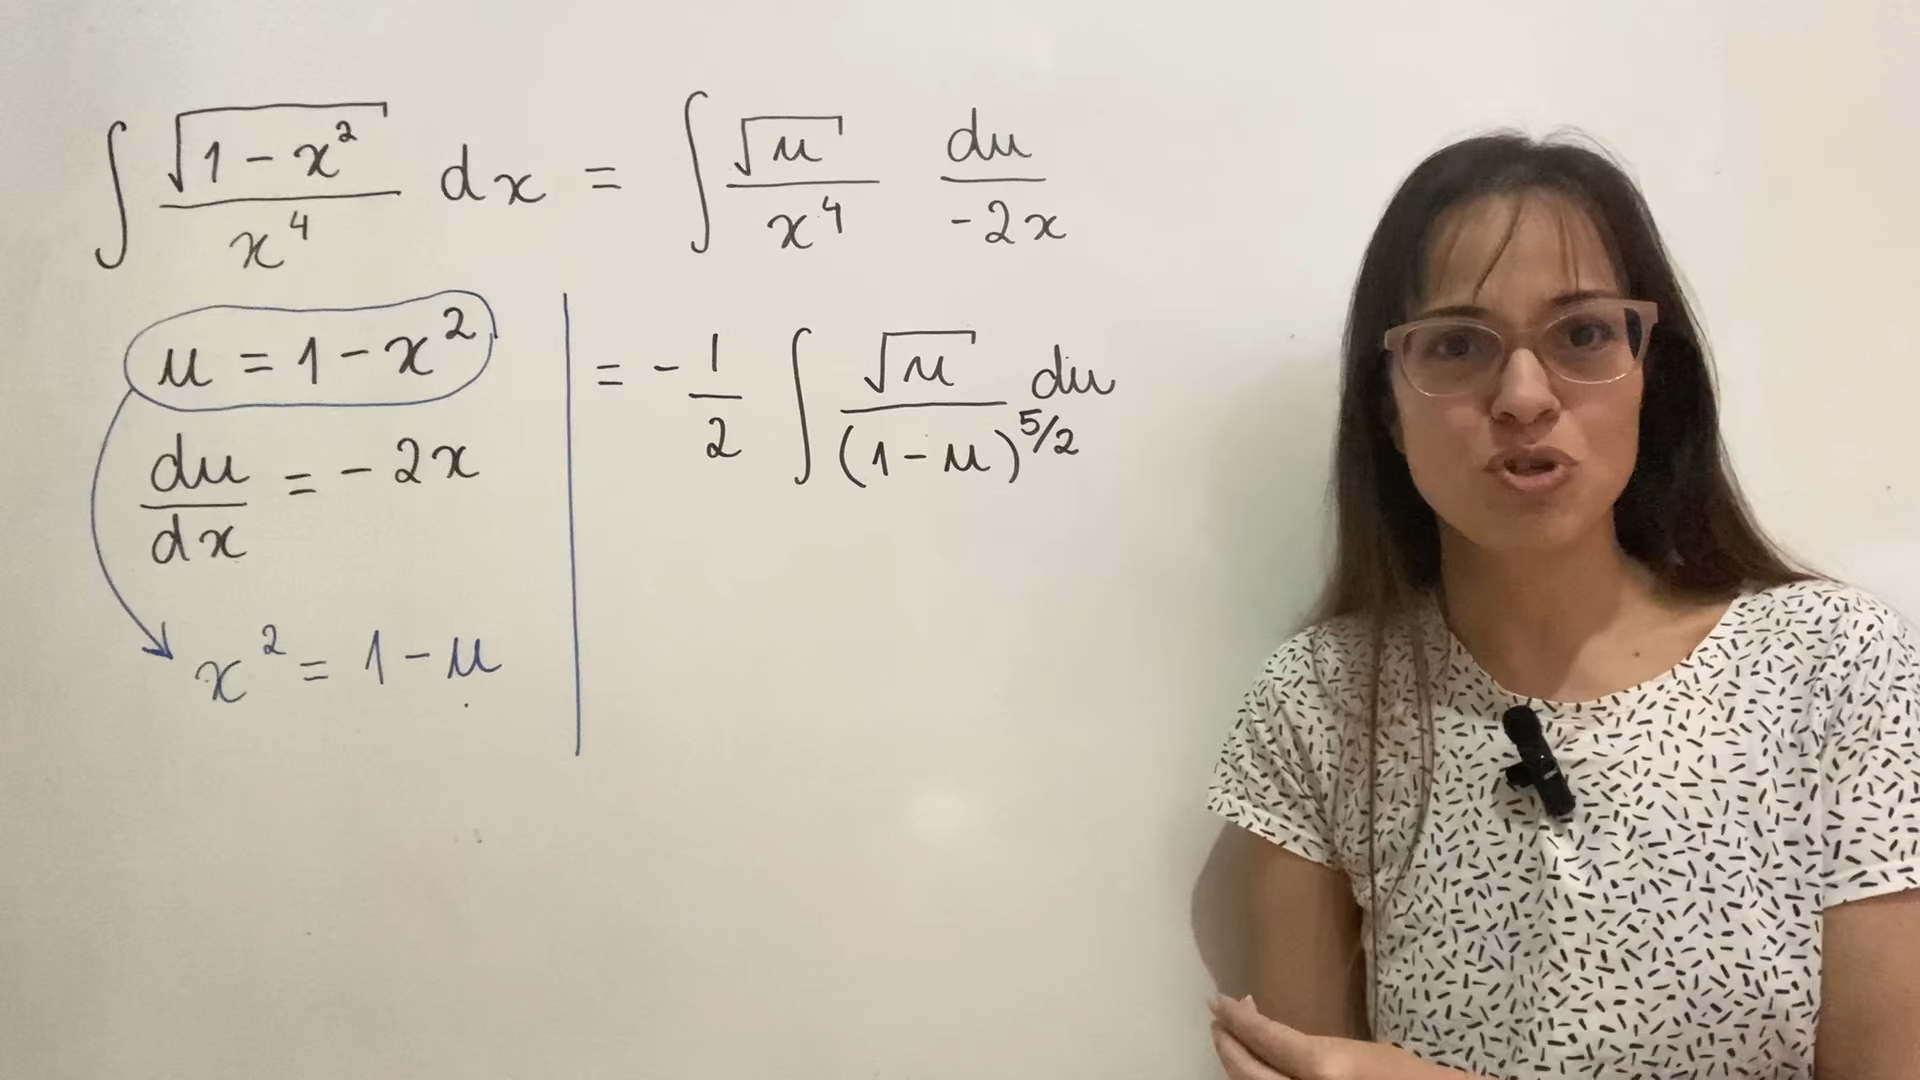 ∫ √(1 - x²) / x⁴ dx = ∫ √u / x⁴ du / -2x
u = 1 - x²
= - 1/2 ∫ √u / (1 - u)^5/2 du
du/dx = - 2x
x² = 1 - u